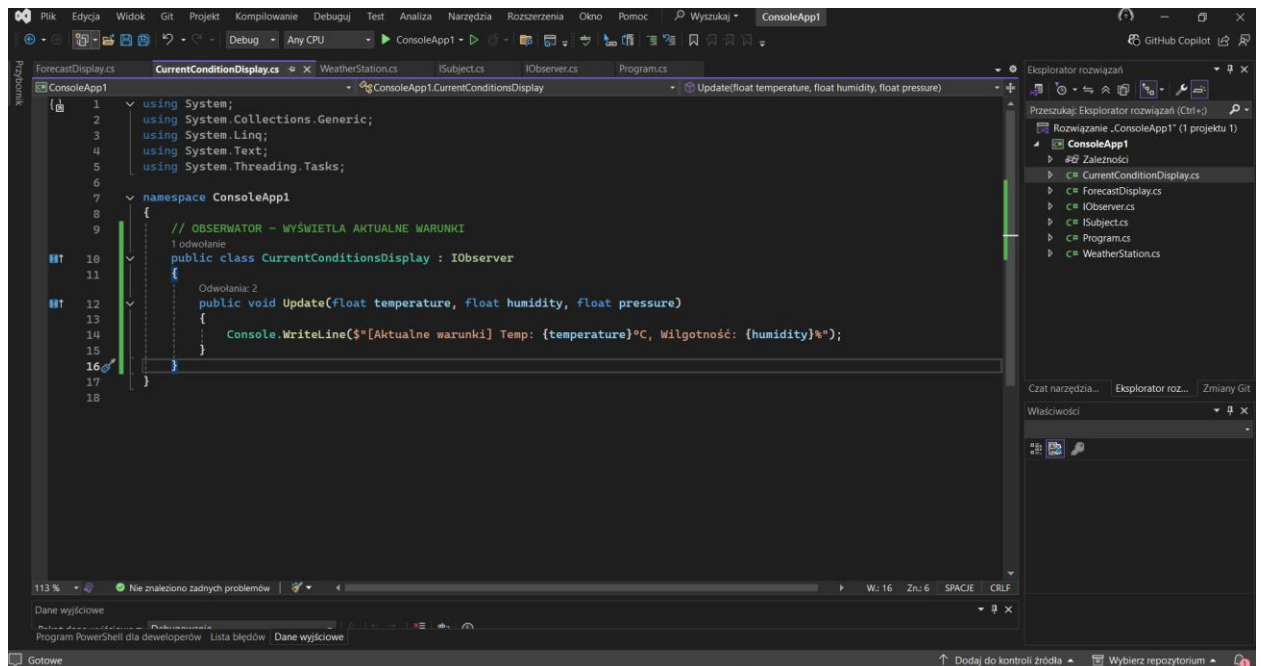 Plik Edycja Widok Git Projekt Kompilowanie Debuguj Test Analiza Narzędzia Rozszerzenia Okno Pomoc Wyszukaj ConsoleApp1
Debug Any CPU ConsoleApp1 GitHub Copilot
Przybornik
ForecastDisplay.cs CurrentConditionDisplay.cs WeatherStation.cs ISubject.cs IObserver.cs Program.cs
ConsoleApp1 ConsoleApp1.CurrentConditionsDisplay Update(float temperature, float humidity, float pressure)
1 using System;
2 using System.Collections.Generic;
3 using System.Linq;
4 using System.Text;
5 using System.Threading.Tasks;
6
7 namespace ConsoleApp1
8 {
9 // OBSERWATOR – WYŚWIETLA AKTUALNE WARUNKI
1 odwołanie
10 public class CurrentConditionsDisplay : IObserver
11 {
Odwołania: 2
12 public void Update(float temperature, float humidity, float pressure)
13 {
14 Console.WriteLine($"[Aktualne warunki] Temp: {temperature}°C, Wilgotność: {humidity}%");
15 }
16 }
17 }
18
113 % Nie znaleziono żadnych problemów W.: 16 Zn.: 6 SPACJE CRLF
Dane wyjściowe
Program PowerShell dla deweloperów Lista błędów Dane wyjściowe
Eksplorator rozwiązań
Przeszukaj: Eksplorator rozwiązań (Ctrl+;)
Rozwiązanie „ConsoleApp1" (1 projektu 1)
ConsoleApp1
Zależności
C# CurrentConditionDisplay.cs
C# ForecastDisplay.cs
C# IObserver.cs
C# ISubject.cs
C# Program.cs
C# WeatherStation.cs
Czat narzędzia... Eksplorator roz... Zmiany Git
Właściwości
Gotowe Dodaj do kontroli źródła Wybierz repozytorium